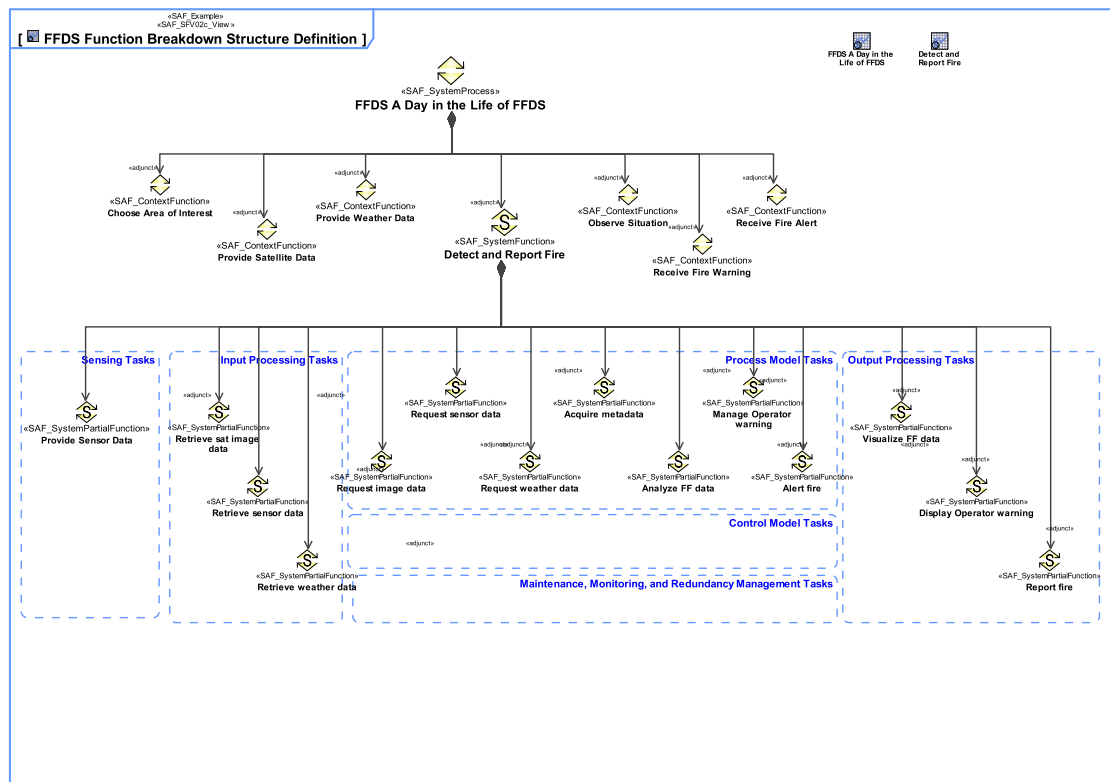 «SAF_Example»
«SAF_SFV02c_View »
[ FFDS Function Breakdown Structure Definition ]
FFDS A Day in the
Life of FFDS
Detect and
Report Fire
«SAF_SystemProcess»
FFDS A Day in the Life of FFDS
«adjunct»
«SAF_ContextFunction»
Choose Area of Interest
«adjunct»
«SAF_ContextFunction»
Provide Satellite Data
«adjunct»
«SAF_ContextFunction»
Provide Weather Data
«adjunct»
S
«SAF_SystemFunction»
Detect and Report Fire
«adjunct»
«SAF_ContextFunction»
Observe Situation
«adjunct»
«SAF_ContextFunction»
Receive Fire Warning
«adjunct»
«SAF_ContextFunction»
Receive Fire Alert
Sensing Tasks
«adjunct»
S
«SAF_SystemPartialFunction»
Provide Sensor Data
Input Processing Tasks
«adjunct»
S
«SAF_SystemPartialFunction»
Retrieve sat image
data
S
«SAF_SystemPartialFunction»
Retrieve sensor data
«adjunct»
S
«SAF_SystemPartialFunction»
Retrieve weather data
Process Model Tasks
«adjunct»
S
«SAF_SystemPartialFunction»
Request sensor data
«adjunct»
S
«SAF_SystemPartialFunction»
Acquire metadata
«adjunct»
«adjunct»
S
«SAF_SystemPartialFunction»
Manage Operator
warning
S
«adjunct»
«SAF_SystemPartialFunction»
Request image data
«adjunct»
«adjunct»
S
«SAF_SystemPartialFunction»
Request weather data
S
«SAF_SystemPartialFunction»
Analyze FF data
«adjunct»
S
«SAF_SystemPartialFunction»
Alert fire
Control Model Tasks
«adjunct»
Maintenance, Monitoring, and Redundancy Management Tasks
Output Processing Tasks
«adjunct»
S
«SAF_SystemPartialFunction»
Visualize FF data
«adjunct»
«adjunct»
S
«SAF_SystemPartialFunction»
Display Operator warning
«adjunct»
S
«SAF_SystemPartialFunction»
Report fire